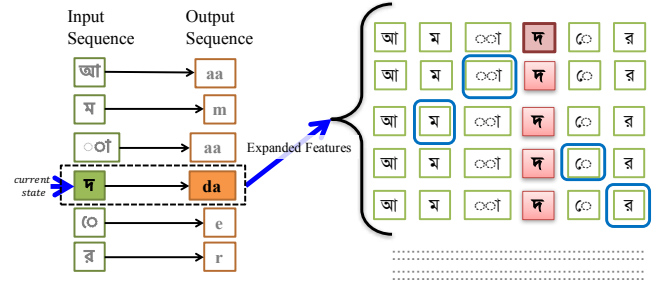 Input Sequence
Output Sequence
আ aa
ম m
া aa
current state দ da
ে e
র r
Expanded Features
আ ম া দ ে র
আ ম া দ ে র
আ ম া দ ে র
আ ম া দ ে র
আ ম া দ ে র